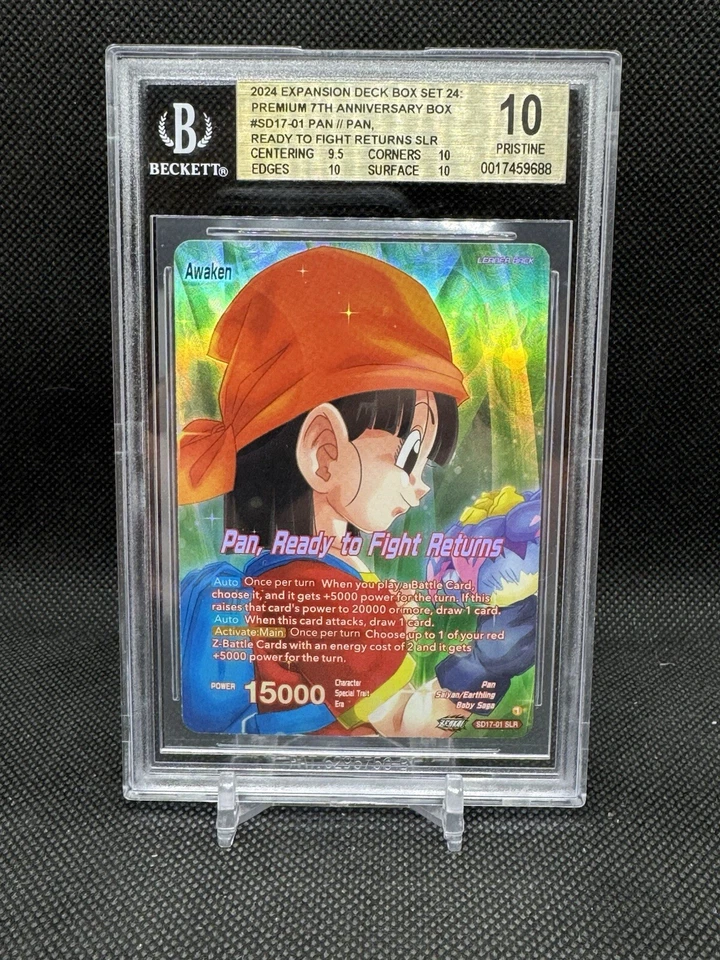 2024 EXPANSION DECK BOX SET 24:
PREMIUM 7TH ANNIVERSARY BOX
#SD17-01 PAN // PAN,
READY TO FIGHT RETURNS SLR
CENTERING 9.5 CORNERS 10
EDGES 10 SURFACE 10
10
PRISTINE
0017459688
B
BECKETT®
Awaken
LEADER BACK
Pan, Ready to Fight Returns
Auto Once per turn When you play a Battle Card,
choose it, and it gets +5000 power for the turn. If this
raises that card's power to 20000 or more, draw 1 card.
Auto When this card attacks, draw 1 card.
Activate:Main Once per turn Choose up to 1 of your red
Z-Battle Cards with an energy cost of 2 and it gets
+5000 power for the turn.
POWER 15000
Character Pan
Special Trait Saiyan/Earthling
Era Baby Saga
SD17-01 SLR